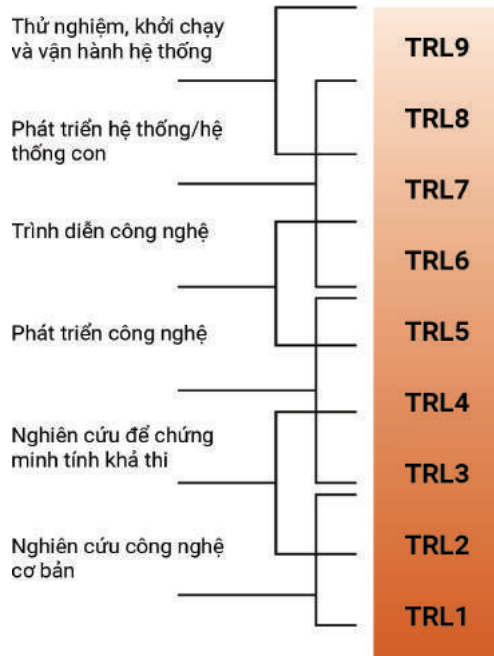 Thử nghiệm, khởi chạy
và vận hành hệ thống
Phát triển hệ thống/hệ
thống con
Trình diễn công nghệ
Phát triển công nghệ
Nghiên cứu để chứng
minh tính khả thi
Nghiên cứu công nghệ
cơ bản
TRL9
TRL8
TRL7
TRL6
TRL5
TRL4
TRL3
TRL2
TRL1